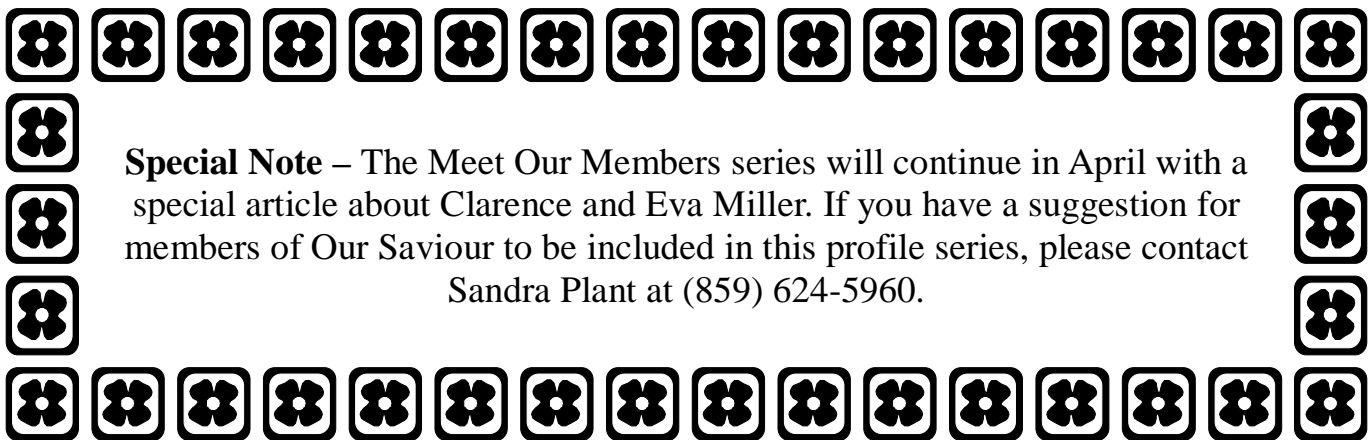 Special Note – The Meet Our Members series will continue in April with a
special article about Clarence and Eva Miller. If you have a suggestion for
members of Our Saviour to be included in this profile series, please contact
Sandra Plant at (859) 624-5960.